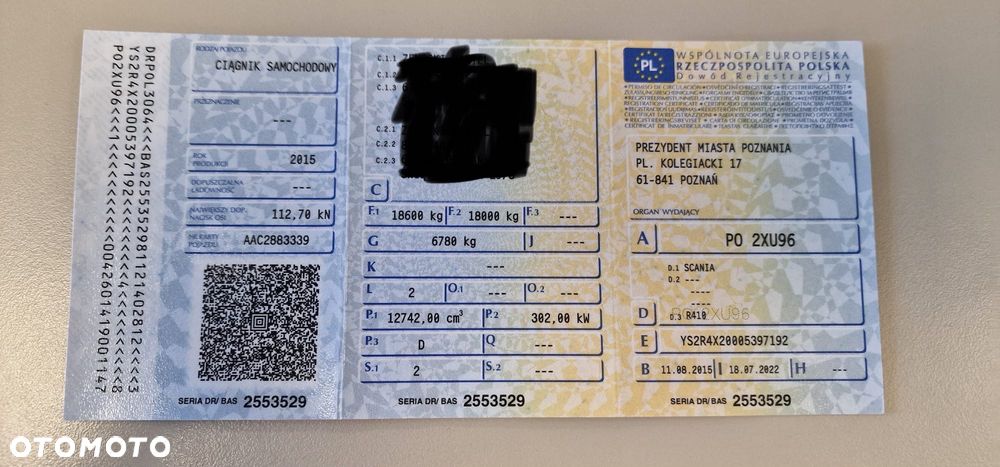 DRPOL3064<<BAS25535298112140281
YS2R4X20005397192
PO2XU96
RODZAJ POJAZDU
CIĄGNIK SAMOCHODOWY
PRZEZNACZENIE
---
ROK PRODUKCJI 2015
DOPUSZCZALNA ŁADOWNOŚĆ ---
NAJWIĘKSZY DOP. NACISK OSI 112,70 kN
NR KARTY POJAZDU AAC2883339
SERIA DR/ BAS 2553529
C.1.1
C.1.2
C.1.3
C.2.1
C.2.2
C.2.3
C
F.1 18600 kg F.2 18000 kg F.3 ---
G 6780 kg J ---
K ---
L 2 O.1 --- O.2 ---
P.1 12742,00 cm³ P.2 302,00 kW
P.3 D Q
S.1 2 S.2
SERIA DR/ BAS 2553529
PL
WSPÓLNOTA EUROPEJSKA
RZECZPOSPOLITA POLSKA
Dowód Rejestracyjny
PREZYDENT MIASTA POZNANIA
PL. KOLEGIACKI 17
61-841 POZNAŃ
ORGAN WYDAJĄCY
A PO 2XU96
D.1 SCANIA
D.2 ---
----
----
D D.3 R410
E YS2R4X20005397192
B 11.08.2015 I 18.07.2022 H ---
SERIA DR/ BAS 2553529
OTOMOTO